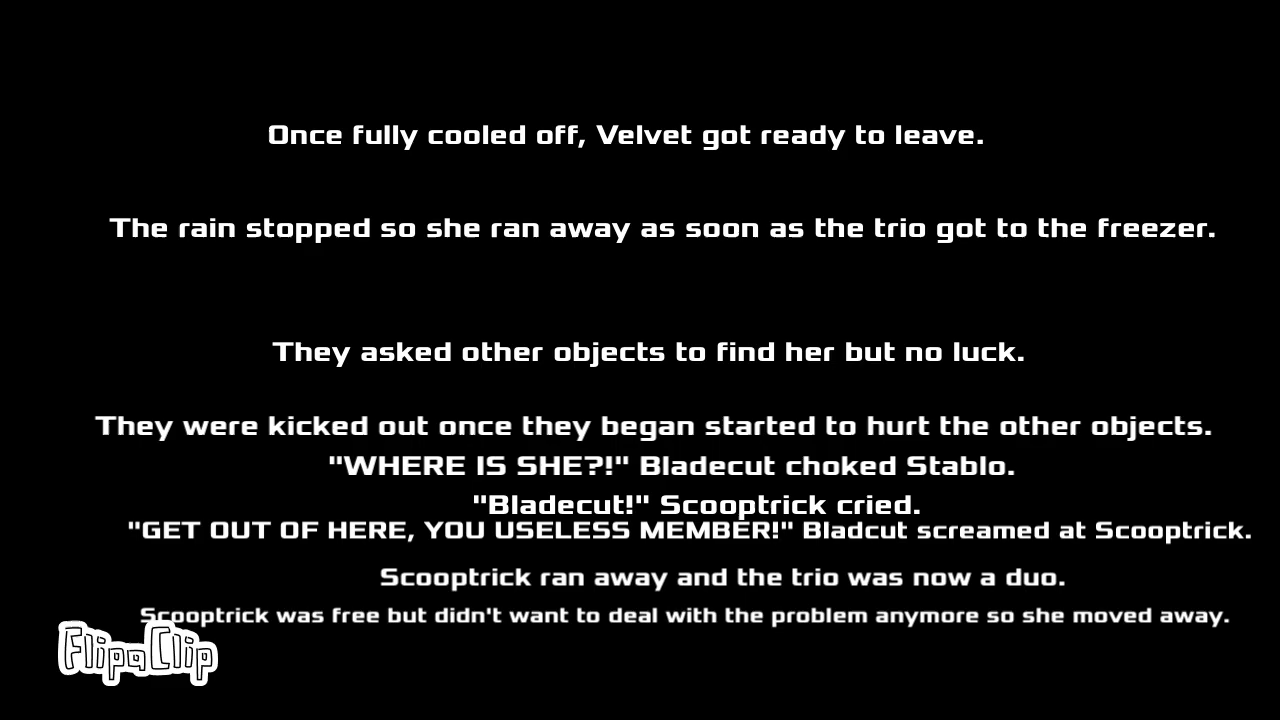 Once fully cooled off, Velvet got ready to leave.
The rain stopped so she ran away as soon as the trio got to the freezer.
They asked other objects to find her but no luck.
They were kicked out once they began started to hurt the other objects.
"WHERE IS SHE?!" Bladecut choked Stablo.
"Bladecut!" Scooptrick cried.
"GET OUT OF HERE, YOU USELESS MEMBER!" Bladcut screamed at Scooptrick.
Scooptrick ran away and the trio was now a duo.
Scooptrick was free but didn't want to deal with the problem anymore so she moved away.
FlipaClip